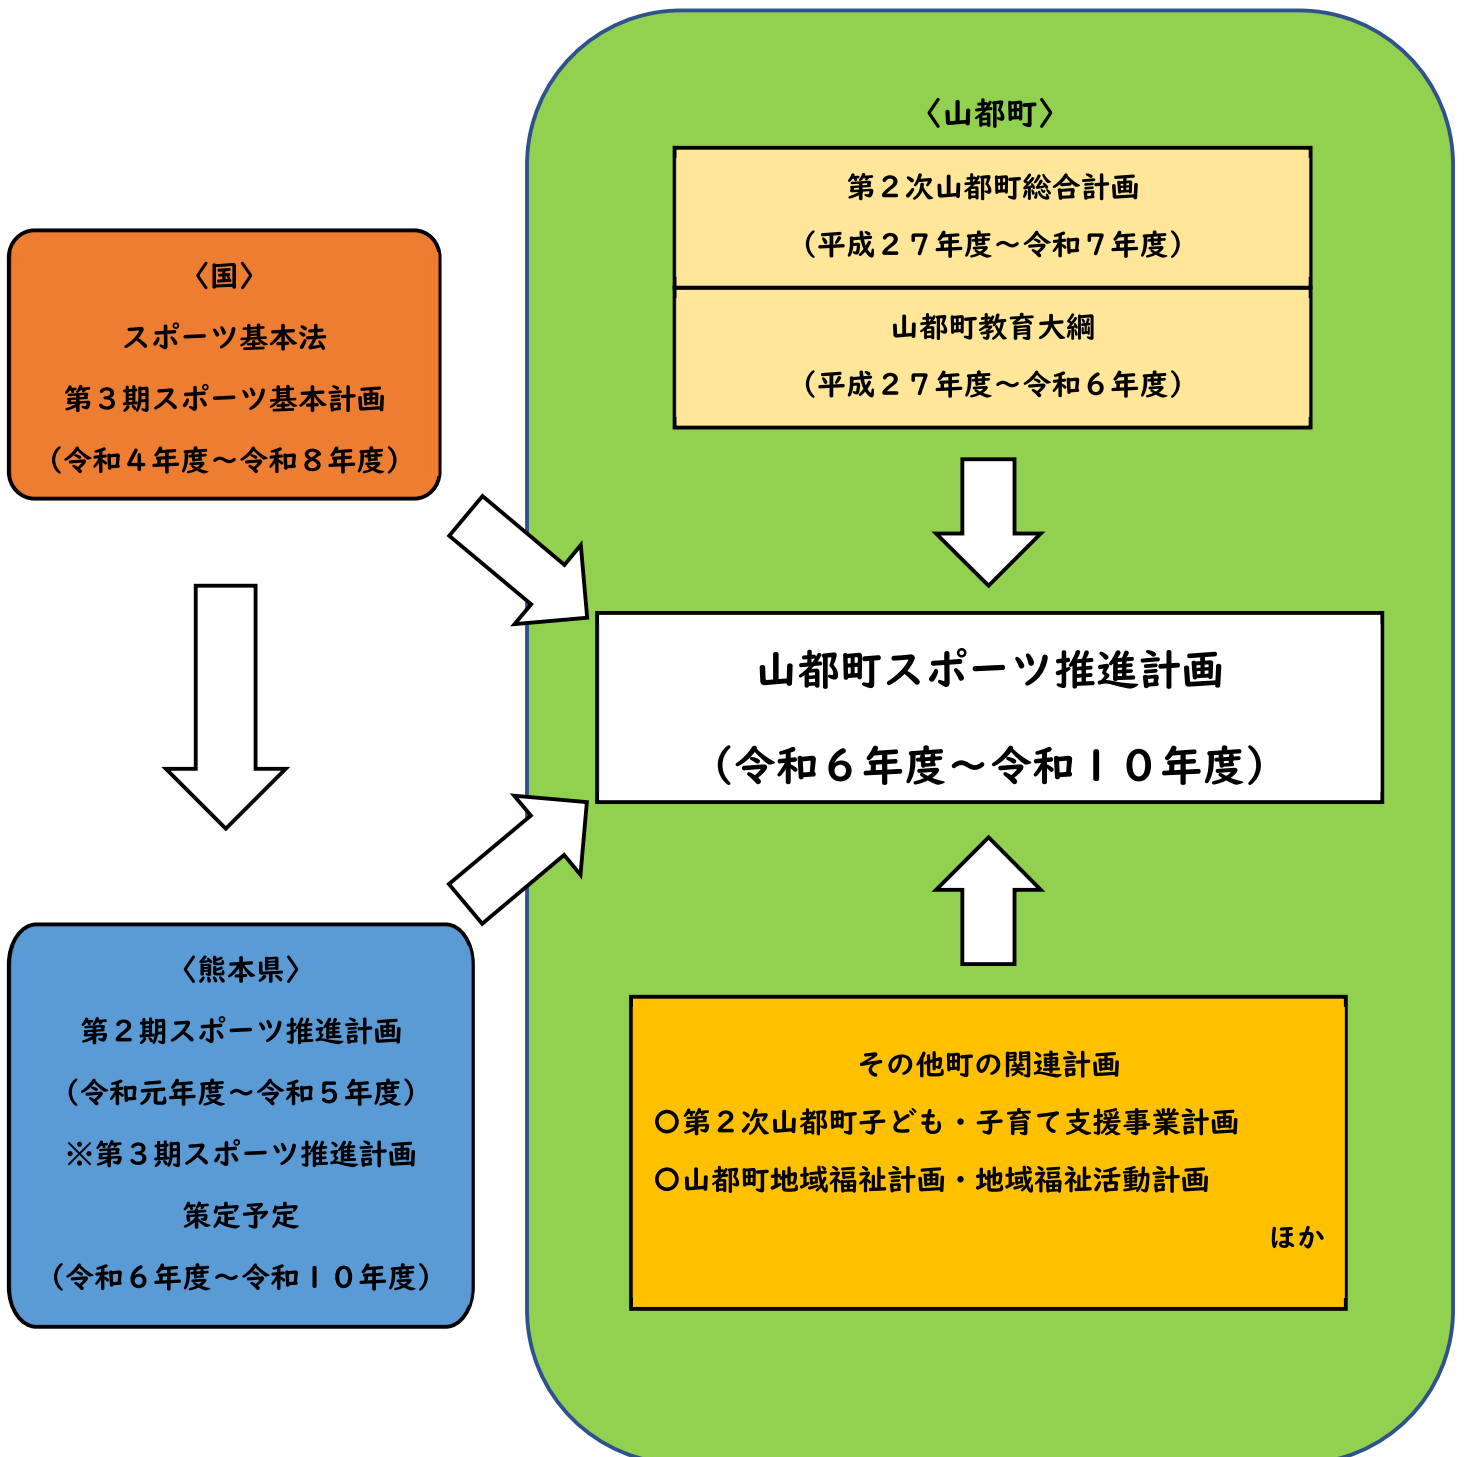 〈国〉
スポーツ基本法
第３期スポーツ基本計画
（令和４年度～令和８年度）
〈熊本県〉
第２期スポーツ推進計画
（令和元年度～令和５年度）
※第３期スポーツ推進計画
策定予定
（令和６年度～令和１０年度）
〈山都町〉
第２次山都町総合計画
（平成２７年度～令和７年度）
山都町教育大綱
（平成２７年度～令和６年度）
山都町スポーツ推進計画
（令和６年度～令和１０年度）
その他町の関連計画
〇第２次山都町子ども・子育て支援事業計画
〇山都町地域福祉計画・地域福祉活動計画
ほか